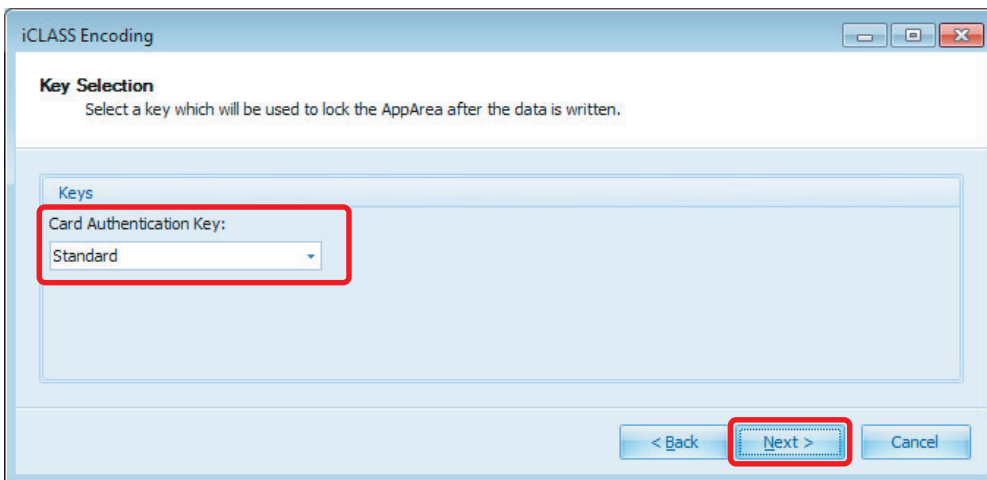 iCLASS Encoding
Key Selection
Select a key which will be used to lock the AppArea after the data is written.
Keys
Card Authentication Key:
Standard
< Back Next > Cancel